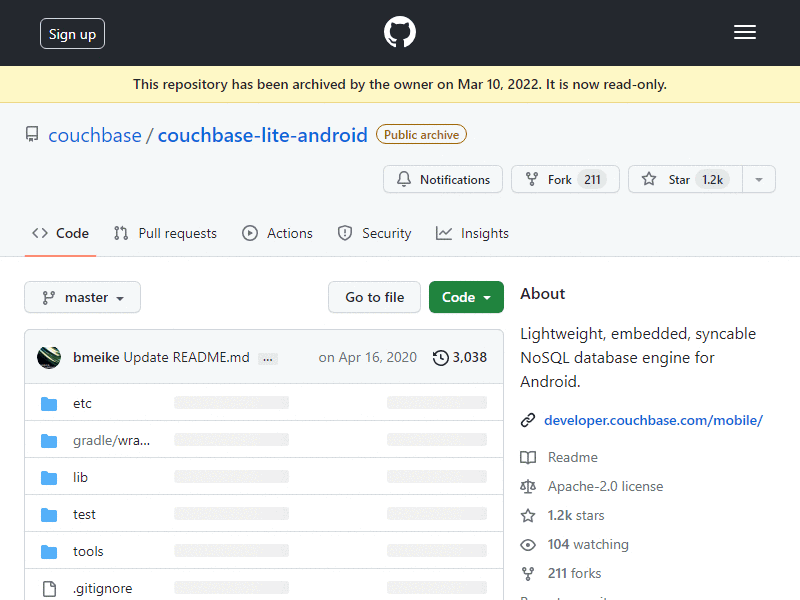 Sign up
This repository has been archived by the owner on Mar 10, 2022. It is now read-only.
couchbase / couchbase-lite-android Public archive
Notifications Fork 211 Star 1.2k
Code Pull requests Actions Security Insights
master Go to file Code
bmeike Update README.md ... on Apr 16, 2020 3,038
etc
gradle/wra...
lib
test
tools
.gitignore
About
Lightweight, embedded, syncable
NoSQL database engine for
Android.
developer.couchbase.com/mobile/
Readme
Apache-2.0 license
1.2k stars
104 watching
211 forks